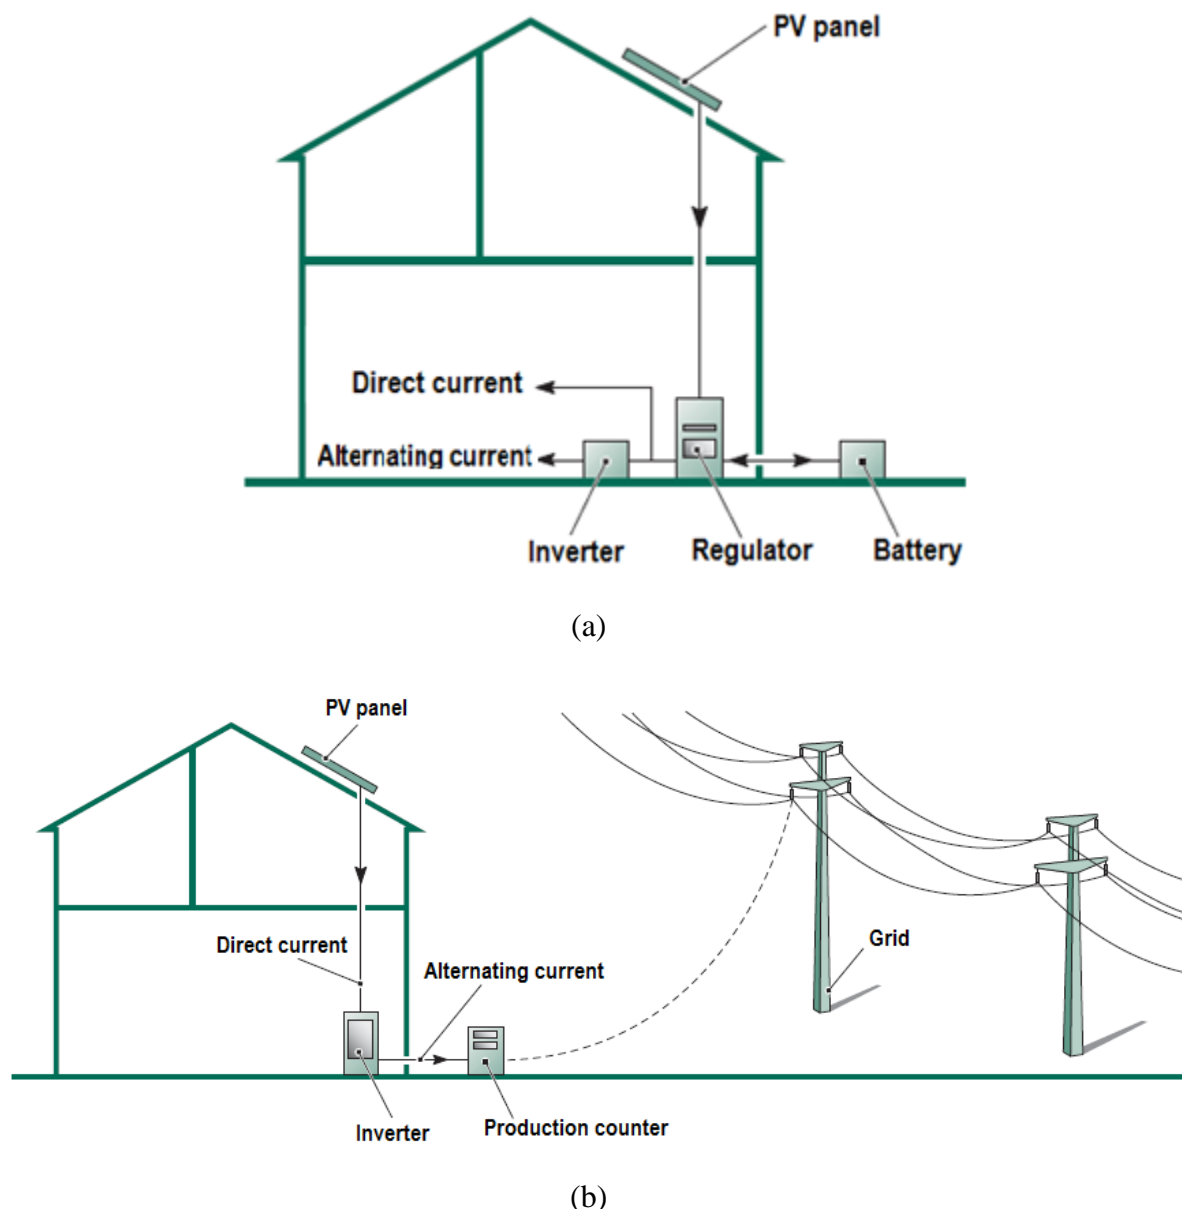 PV panel
Direct current
Alternating current
Inverter
Regulator
Battery
(a)
PV panel
Direct current
Alternating current
Grid
Inverter
Production counter
(b)